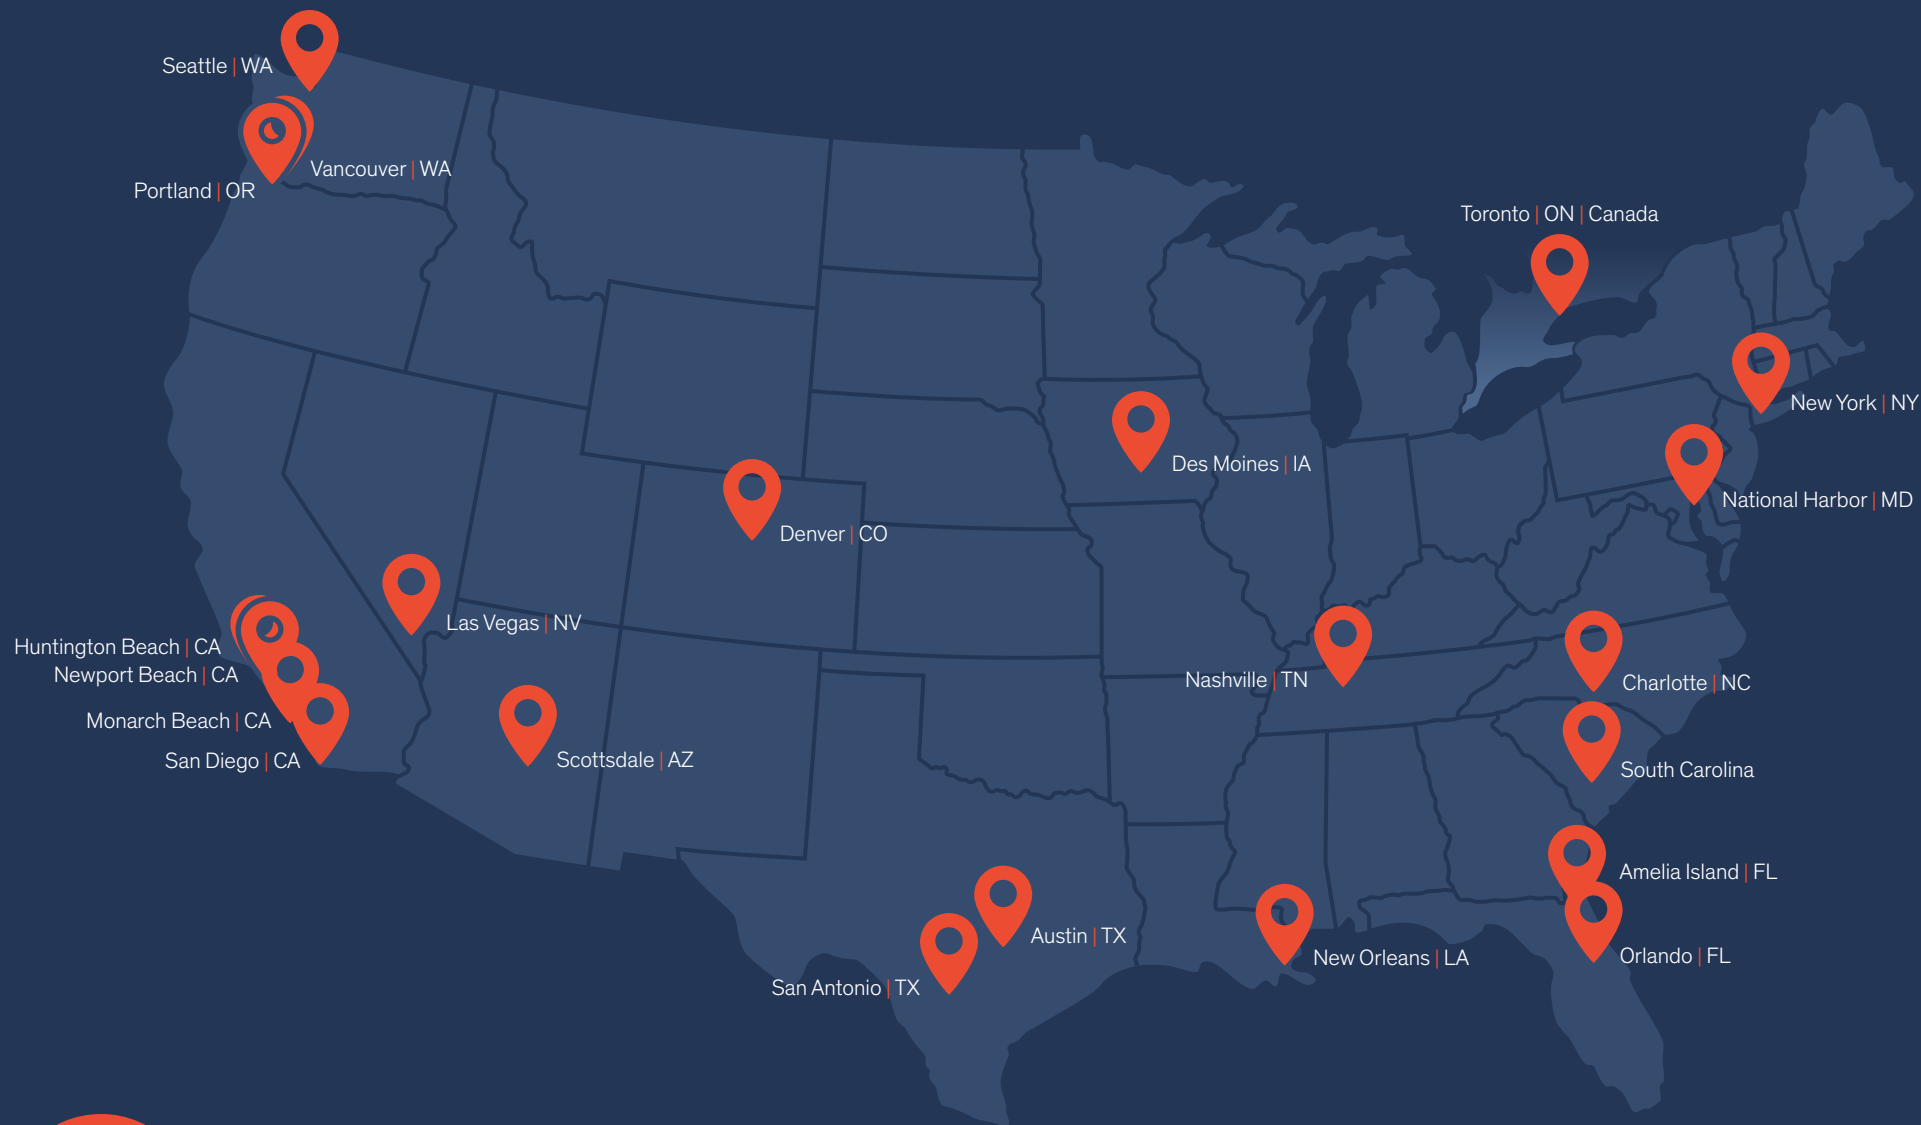 Seattle | WA
Vancouver | WA
Portland | OR
Toronto | ON | Canada
New York | NY
Des Moines | IA
National Harbor | MD
Denver | CO
Las Vegas | NV
Huntington Beach | CA
Newport Beach | CA
Nashville | TN
Charlotte | NC
Monarch Beach | CA
San Diego | CA
Scottsdale | AZ
South Carolina
Amelia Island | FL
Austin | TX
Orlando | FL
New Orleans | LA
San Antonio | TX